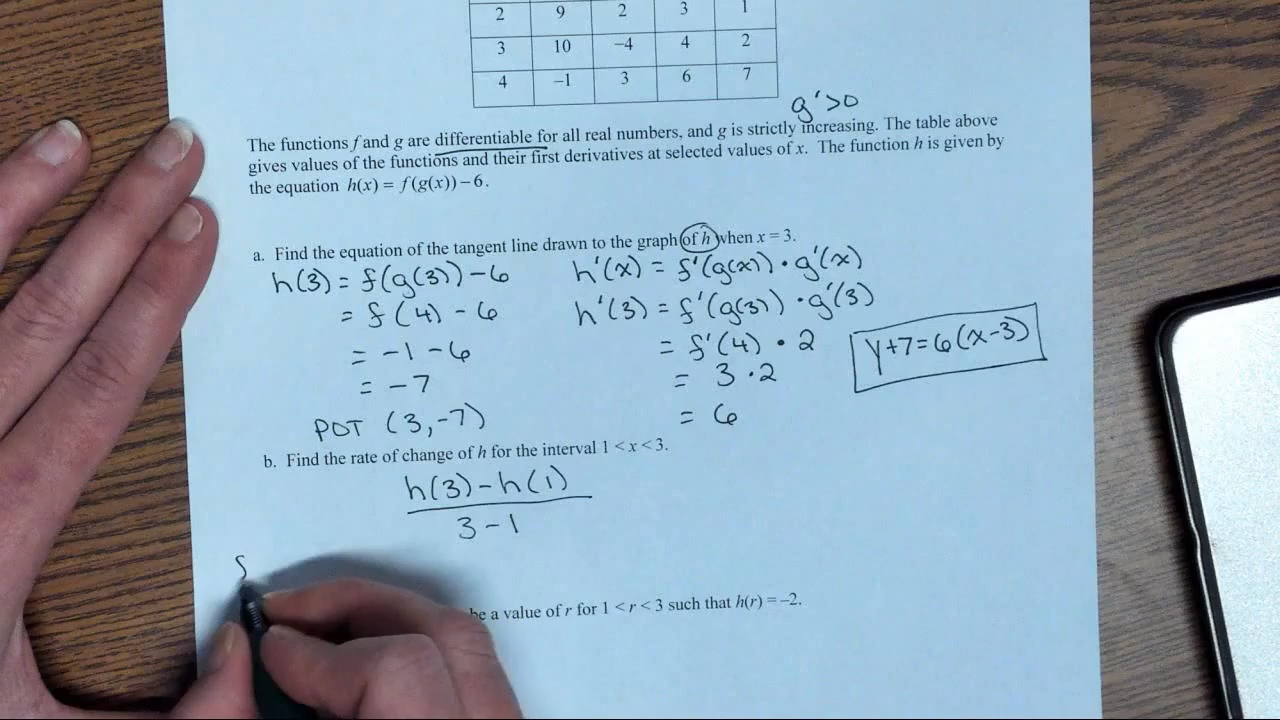 2 9 2 3 1
3 10 −4 4 2
4 −1 3 6 7
g'>0
The functions f and g are differentiable for all real numbers, and g is strictly increasing. The table above
gives values of the functions and their first derivatives at selected values of x. The function h is given by
the equation h(x) = f(g(x))−6.
a. Find the equation of the tangent line drawn to the graph of h when x = 3.
h(3) = f(g(3)) − 6
= f(4) − 6
= −1 − 6
= −7
POT (3,−7)
h'(x) = f'(g(x)) • g'(x)
h'(3) = f'(g(3)) • g'(3)
= f'(4) • 2
= 3 • 2
= 6
y+7=6(x−3)
b. Find the rate of change of h for the interval 1 < x < 3.
h(3) − h(1)
3 − 1
be a value of r for 1 < r < 3 such that h(r) = −2.